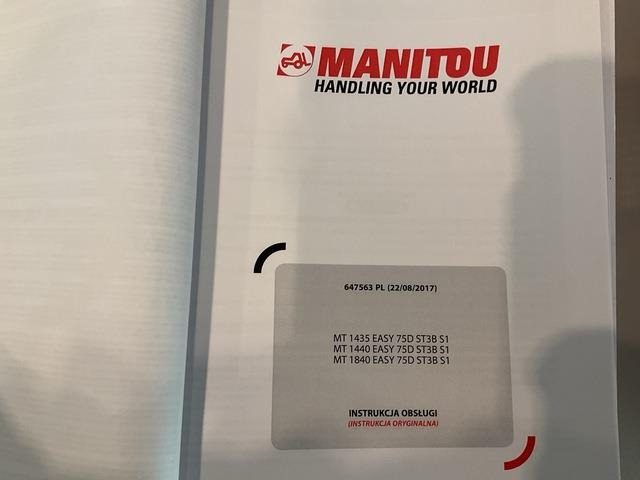 MANITOU
HANDLING YOUR WORLD
647563 PL (22/08/2017)
MT 1435 EASY 75D ST3B S1
MT 1440 EASY 75D ST3B S1
MT 1840 EASY 75D ST3B S1
INSTRUKCJA OBSŁUGI
(INSTRUKCJA ORYGINALNA)